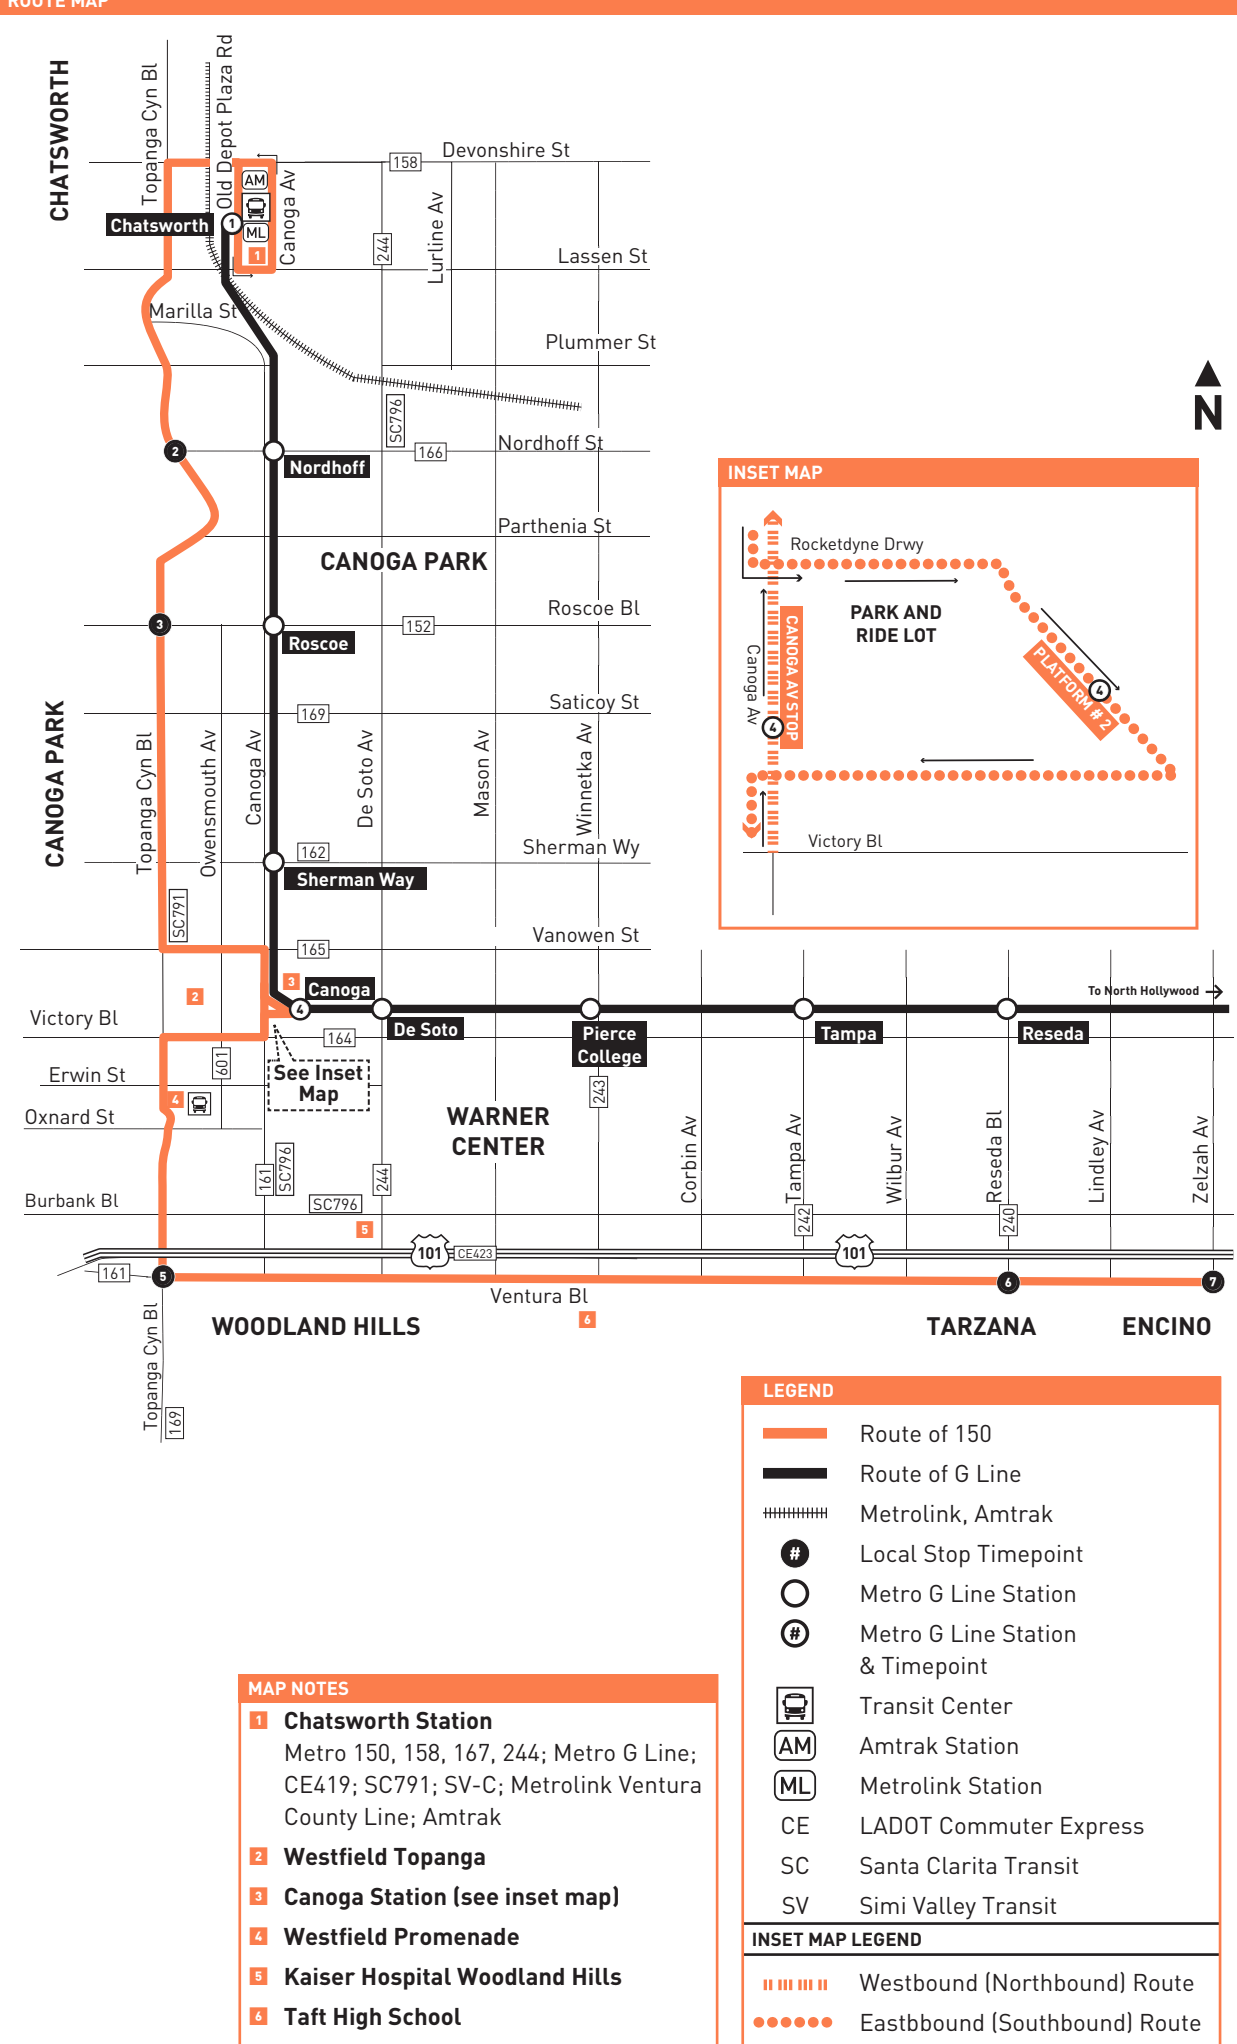 ROUTE MAP
CHATSWORTH
Topanga Cyn Bl
Old Depot Plaza Rd
Canoga Av
Devonshire St
158
AM
ML
1
1
Chatsworth
244
Lurline Av
Lassen St
Marilla St
Plummer St
SC796
2
Nordhoff
166
Nordhoff St
Parthenia St
CANOGA PARK
3
Roscoe
152
Roscoe Bl
169
Saticoy St
CANOGA PARK
Topanga Cyn Bl
Owensmouth Av
Canoga Av
De Soto Av
Mason Av
Winnetka Av
162
Sherman Wy
Sherman Way
SC791
165
Vanowen St
2
3
Canoga
4
To North Hollywood
Victory Bl
164
De Soto
Pierce
College
Tampa
Reseda
601
See Inset
Map
Erwin St
243
4
Oxnard St
WARNER
CENTER
Corbin Av
Tampa Av
Wilbur Av
Reseda Bl
Lindley Av
Zelzah Av
161
SC796
244
SC796
Burbank Bl
242
240
5
101
CE423
101
161
5
6
7
Ventura Bl
6
WOODLAND HILLS
TARZANA
ENCINO
Topanga Cyn Bl
169
N
INSET MAP
Rocketdyne Drwy
PARK AND
RIDE LOT
CANOGA AV STOP
Canoga Av
4
PLATFORM # 2
4
Victory Bl
LEGEND
Route of 150
Route of G Line
Metrolink, Amtrak
# Local Stop Timepoint
Metro G Line Station
# Metro G Line Station
& Timepoint
Transit Center
AM Amtrak Station
ML Metrolink Station
CE LADOT Commuter Express
SC Santa Clarita Transit
SV Simi Valley Transit
INSET MAP LEGEND
Westbound (Northbound) Route
Eastbbound (Southbound) Route
MAP NOTES
1 Chatsworth Station
Metro 150, 158, 167, 244; Metro G Line;
CE419; SC791; SV-C; Metrolink Ventura
County Line; Amtrak
2 Westfield Topanga
3 Canoga Station (see inset map)
4 Westfield Promenade
5 Kaiser Hospital Woodland Hills
6 Taft High School